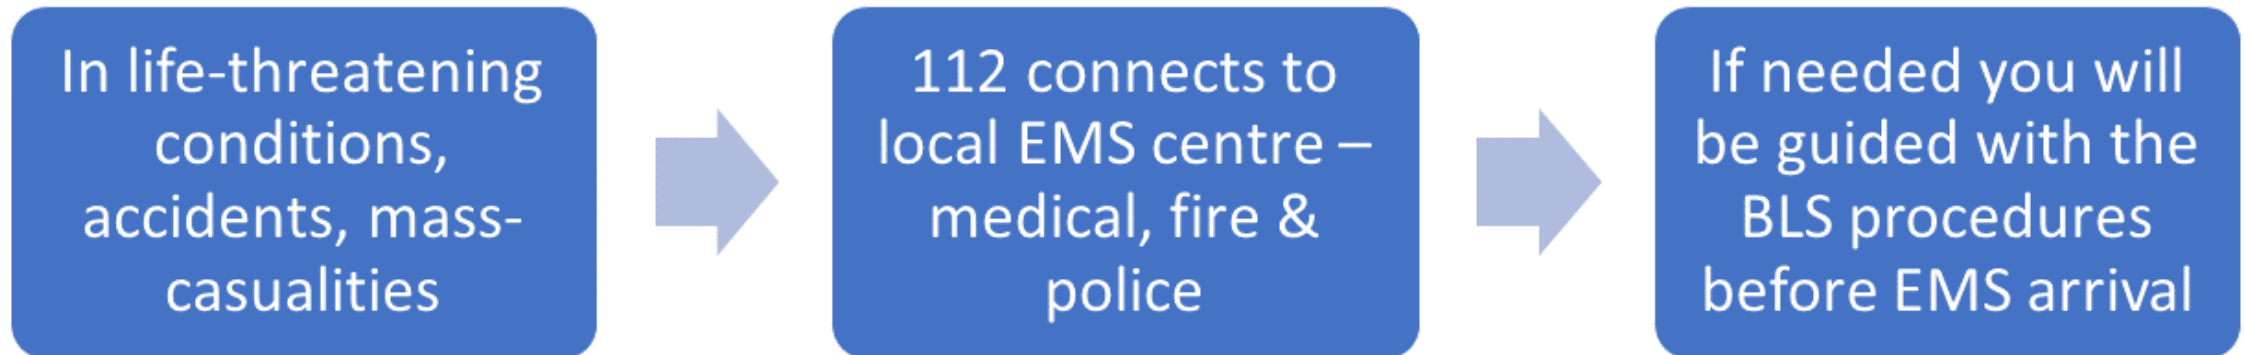 In life-threatening
conditions,
accidents, mass-
casualities
112 connects to
local EMS centre –
medical, fire &
police
If needed you will
be guided with the
BLS procedures
before EMS arrival